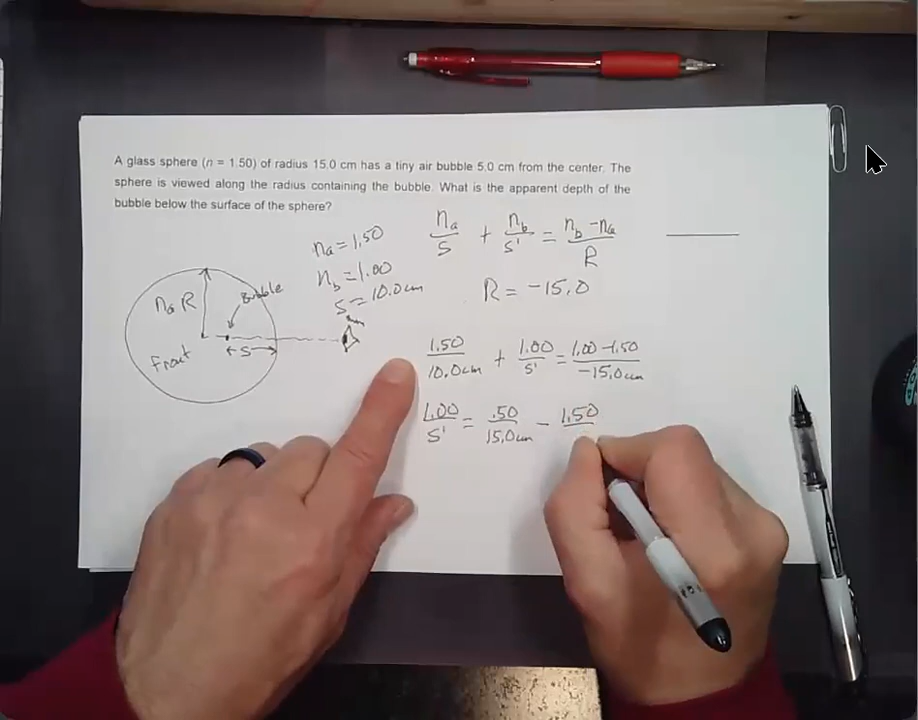 A glass sphere (n = 1.50) of radius 15.0 cm has a tiny air bubble 5.0 cm from the center. The
sphere is viewed along the radius containing the bubble. What is the apparent depth of the
bubble below the surface of the sphere?
na = 1.50
nb = 1.00
s = 10.0cm
na/s + nb/s' = nb - na/R
R = -15.0
na R
Bubble
Front
s
1.50/10.0cm + 1.00/s' = 1.00 - 1.50/-15.0cm
1.00/s' = .50/15.0cm - 1.50/